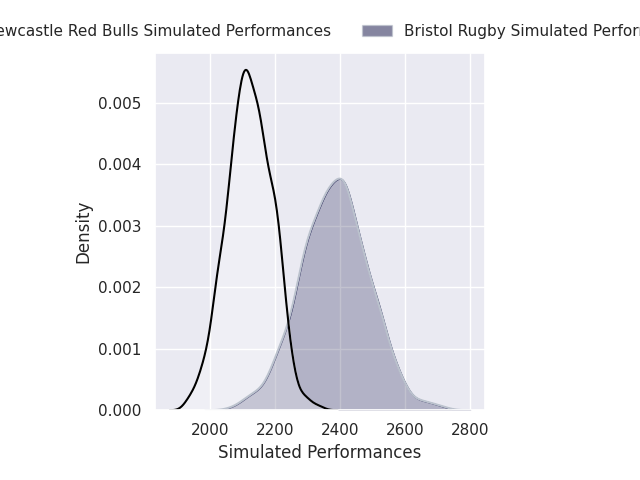 ewcastle Red Bulls Simulated Performances Bristol Rugby Simulated Perfor
0.005
0.004
0.003
0.002
0.001
0.000
Density
2000 2200 2400 2600 2800
Simulated Performances